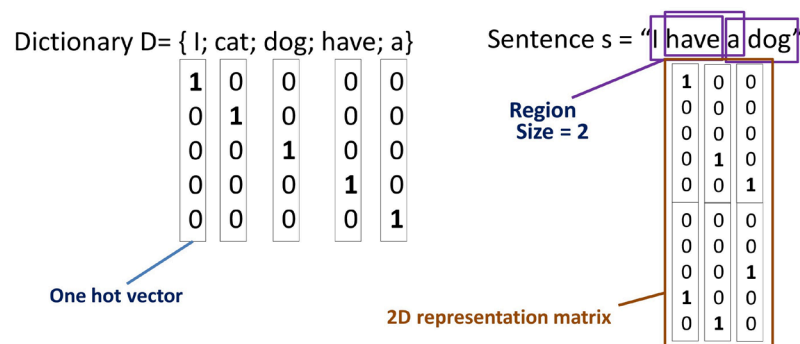 Dictionary D= { I; cat; dog; have; a}
1 0 0 0 0
0 1 0 0 0
0 0 1 0 0
0 0 0 1 0
0 0 0 0 1
One hot vector
Sentence s = “I have a dog”
Region
Size = 2
1 0 0
0 0 0
0 0 0
0 1 0
0 0 1
0 0 0
0 0 0
0 0 1
1 0 0
0 1 0
2D representation matrix